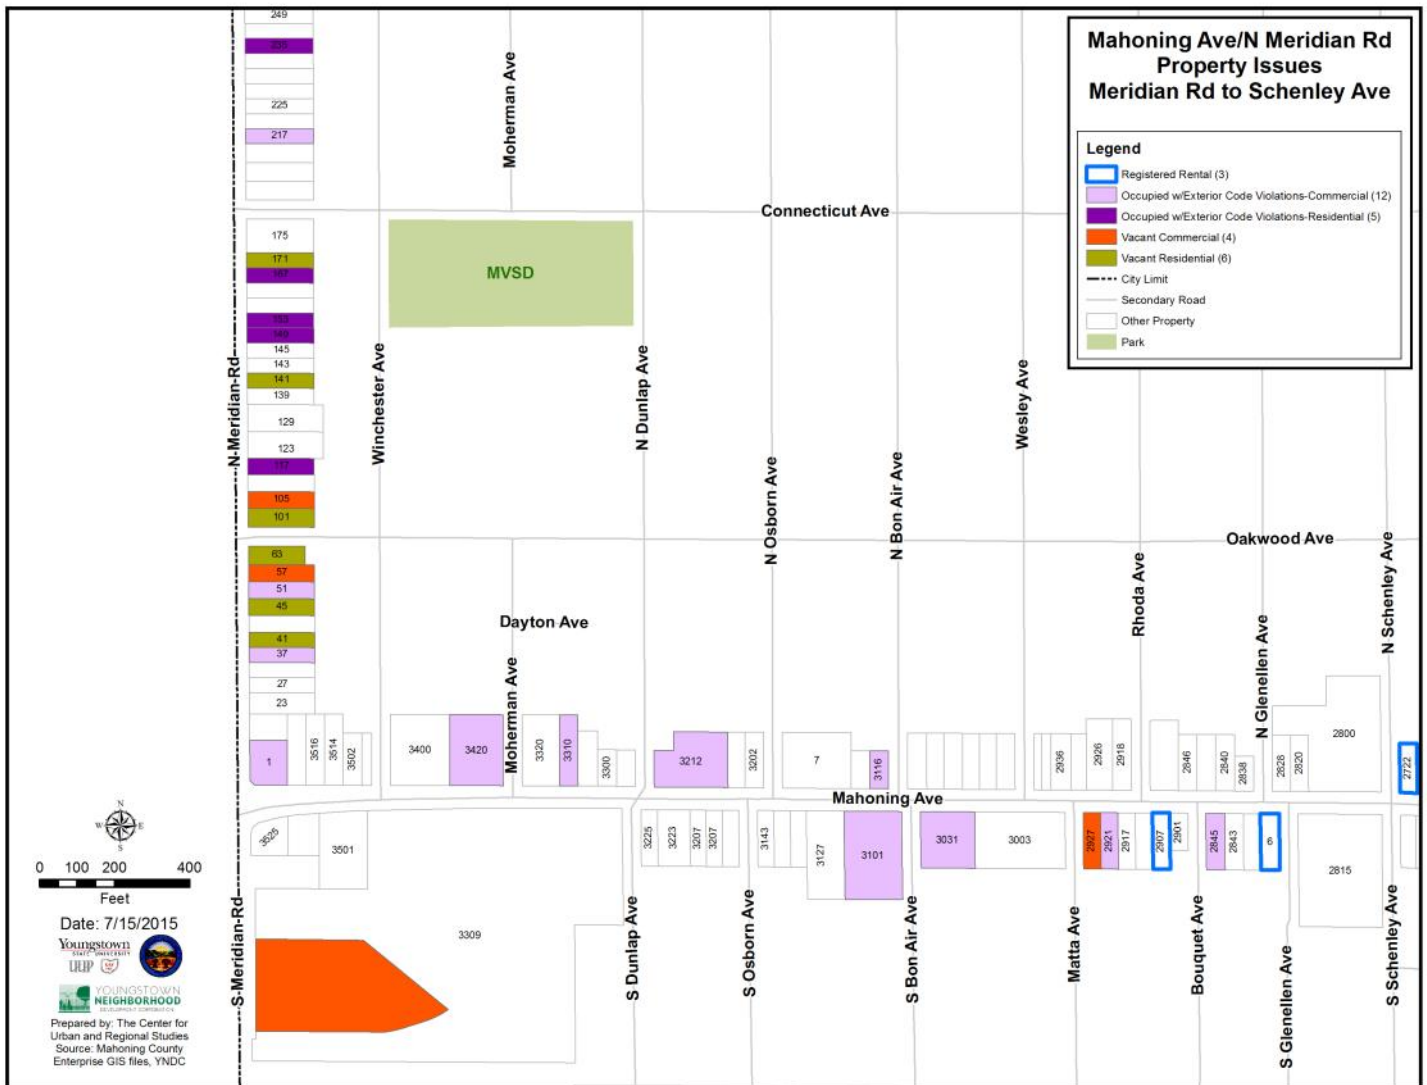 Mahoning Ave/N Meridian Rd
Property Issues
Meridian Rd to Schenley Ave
Legend
Registered Rental (3)
Occupied w/Exterior Code Violations-Commercial (12)
Occupied w/Exterior Code Violations-Residential (5)
Vacant Commercial (4)
Vacant Residential (6)
City Limit
Secondary Road
Other Property
Park
249
235
225
217
Moherman Ave
Connecticut Ave
175
171
167
MVSD
153
149
145
143
141
139
129
123
117
105
101
N-Meridian-Rd
Winchester Ave
N Dunlap Ave
N Osborn Ave
N Bon Air Ave
Wesley Ave
Oakwood Ave
Rhoda Ave
N Glenellen Ave
N Schenley Ave
63
57
51
45
41
37
27
23
Dayton Ave
Moherman Ave
1
3516
3514
3502
3400
3420
3320
3310
3300
3212
3202
7
3116
2936
2926
2918
2846
2840
2838
2828
2820
2800
2722
Mahoning Ave
3525
3501
3225
3223
3207
3207
3143
3127
3101
3031
3003
2927
2921
2917
2907
2901
2845
2843
6
2815
3309
S-Meridian-Rd
S Dunlap Ave
S Osborn Ave
S Bon Air Ave
Matta Ave
Bouquet Ave
S Glenellen Ave
S Schenley Ave
N
W E
S
0 100 200 400
Feet
Date: 7/15/2015
Youngstown
STATE UNIVERSITY
YOUNGSTOWN
NEIGHBORHOOD
DEVELOPMENT CORPORATION
Prepared by: The Center for
Urban and Regional Studies
Source: Mahoning County
Enterprise GIS files, YNDC